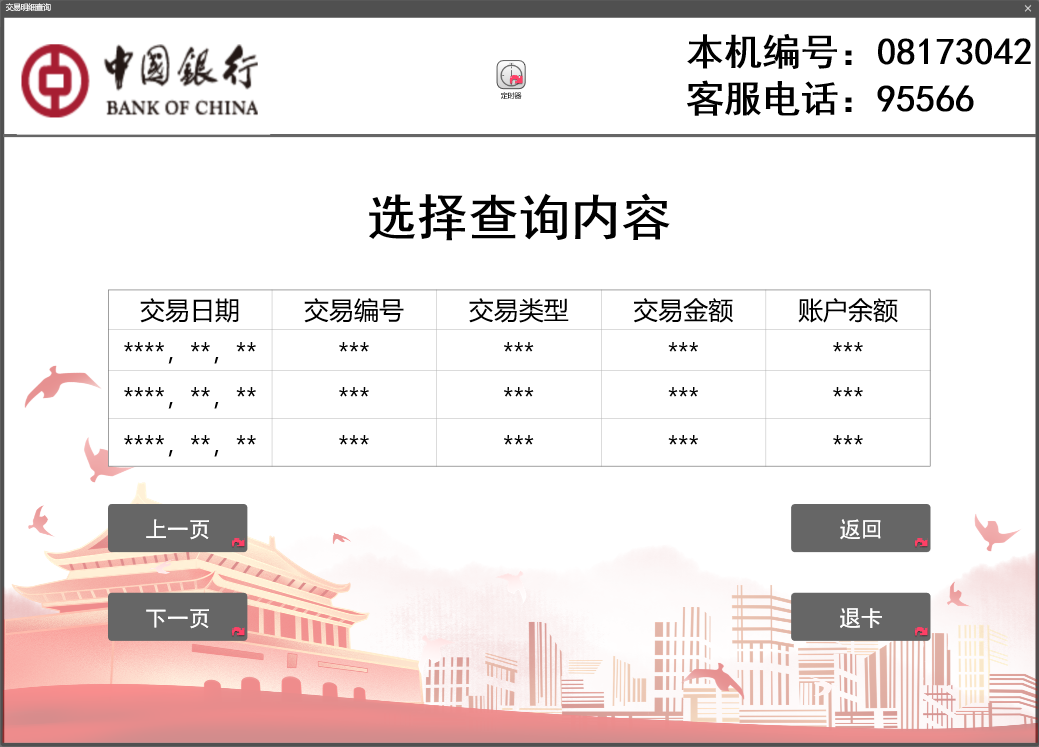 交易明细查询
中国銀行
BANK OF CHINA
定时器
本机编号：08173042
客服电话：95566
选择查询内容
交易日期 交易编号 交易类型 交易金额 账户余额
****, **, ** *** *** *** ***
****, **, ** *** *** *** ***
****, **, ** *** *** *** ***
上一页 返回
下一页 退卡